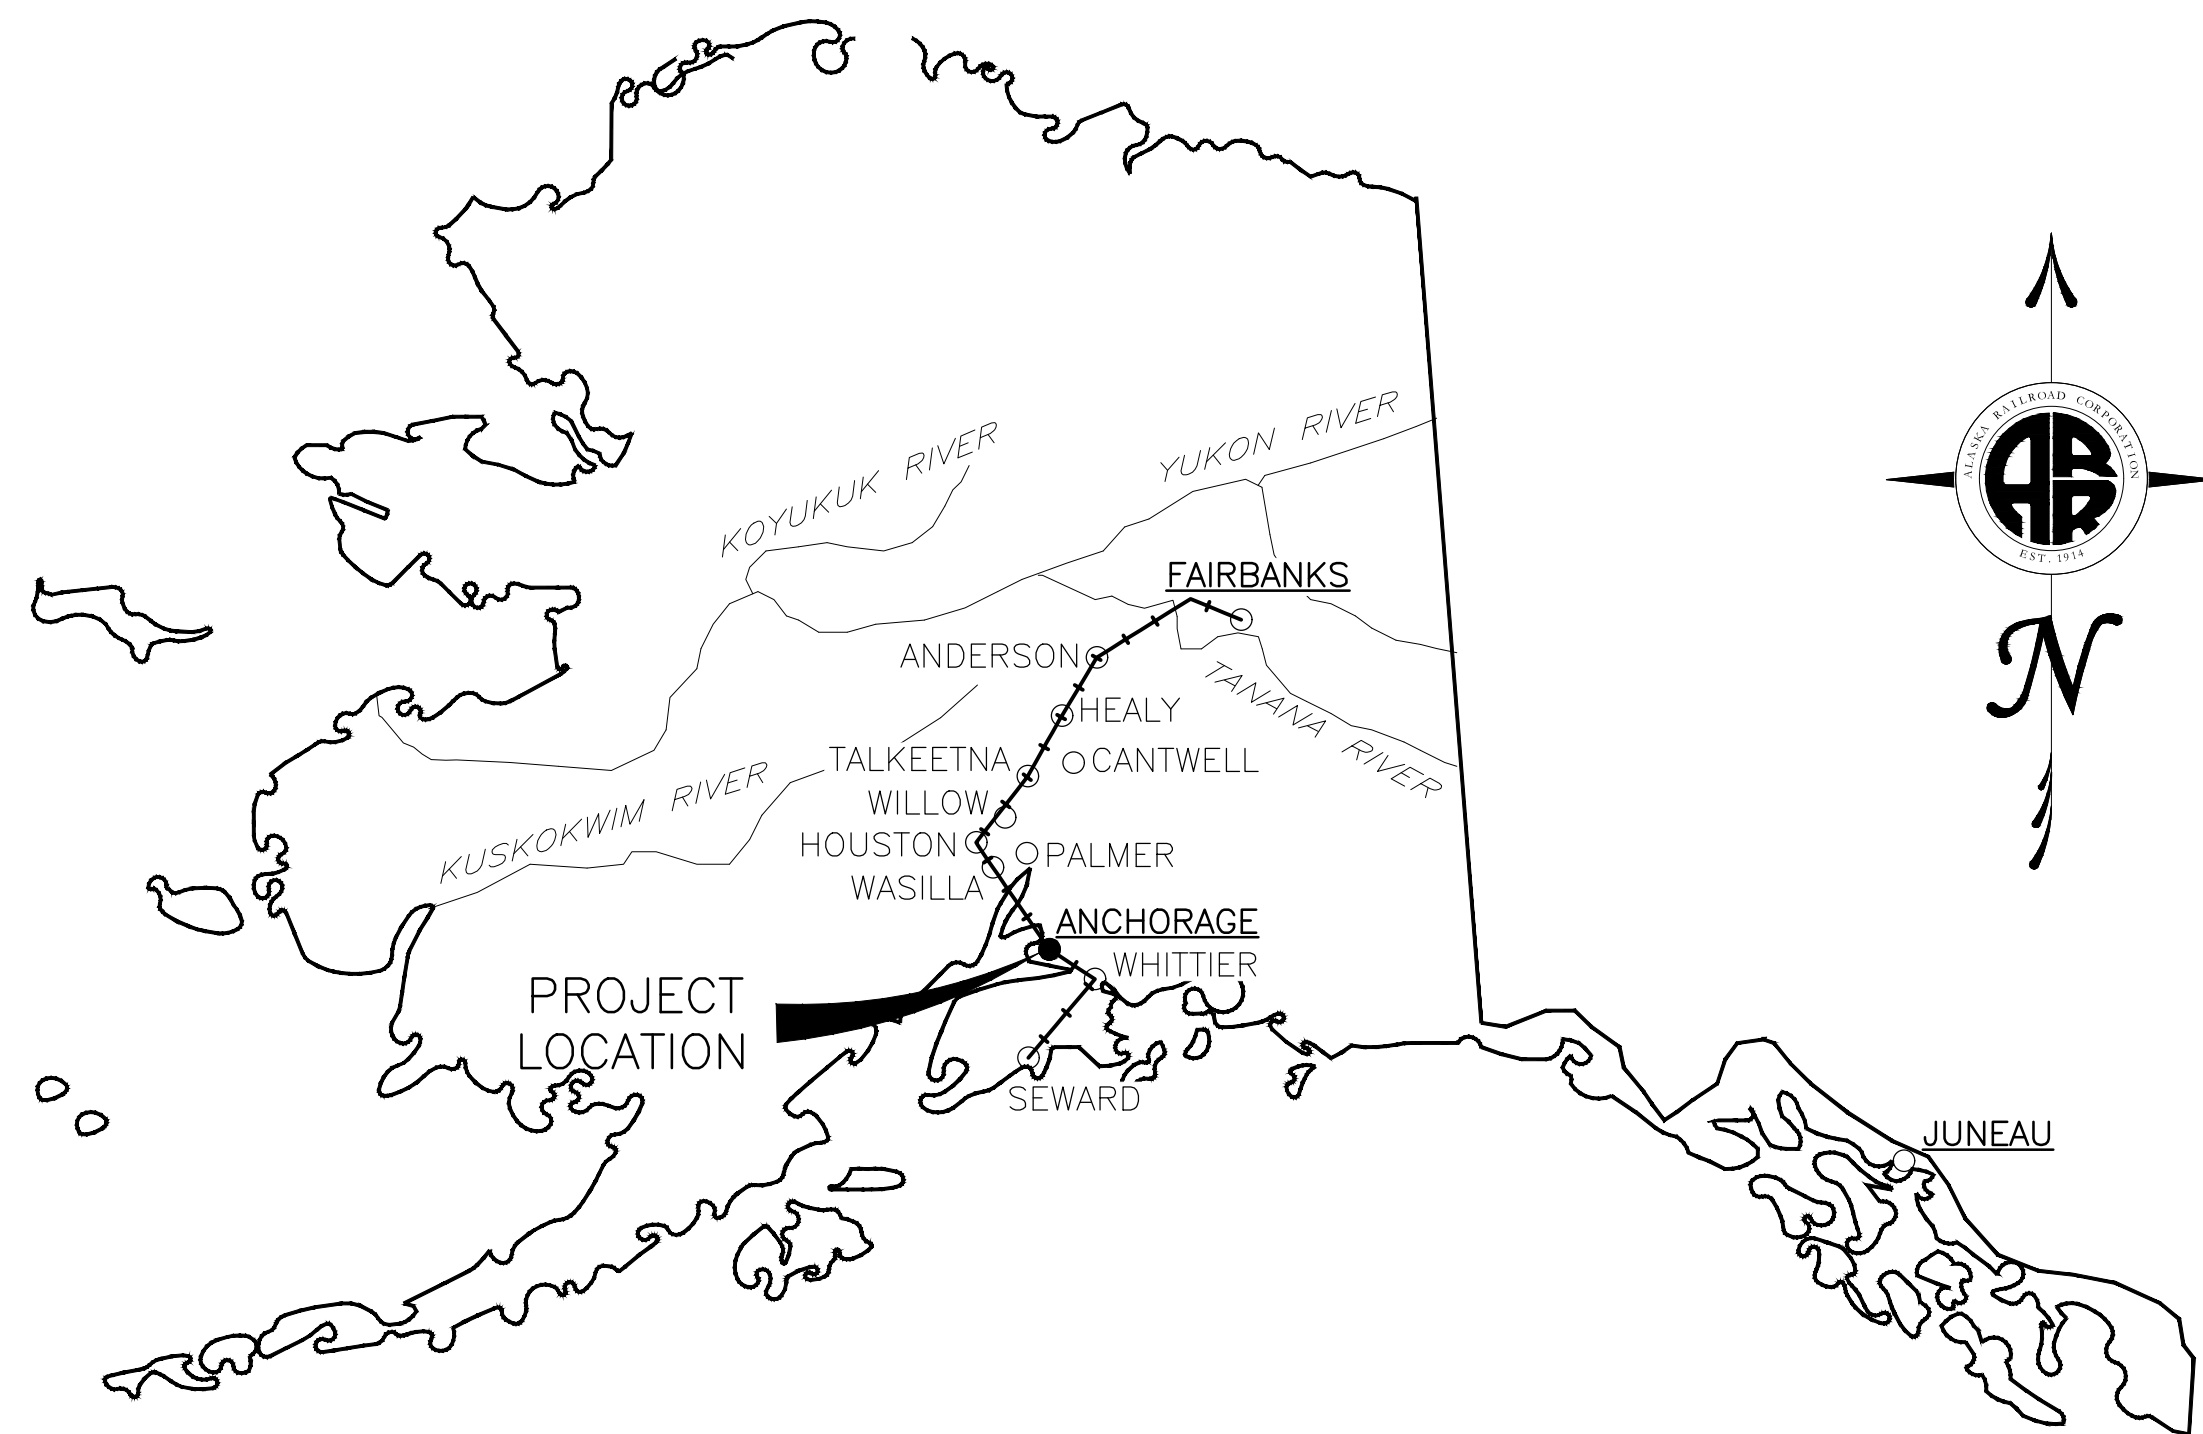 KOYUKUK RIVER
YUKON RIVER
ALASKA RAILROAD CORPORATION
ARR
EST. 1914
FAIRBANKS
ANDERSON
TANANA RIVER
N
HEALY
TALKEETNA
CANTWELL
KUSKOKWIM RIVER
WILLOW
HOUSTON
PALMER
WASILLA
ANCHORAGE
WHITTIER
PROJECT
LOCATION
SEWARD
JUNEAU